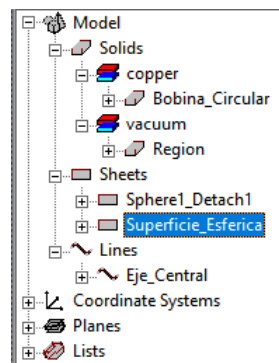 Model
Solids
copper
Bobina_Circular
vacuum
Region
Sheets
Sphere1_Detach1
Superficie_Esferica
Lines
Eje_Central
Coordinate Systems
Planes
Lists